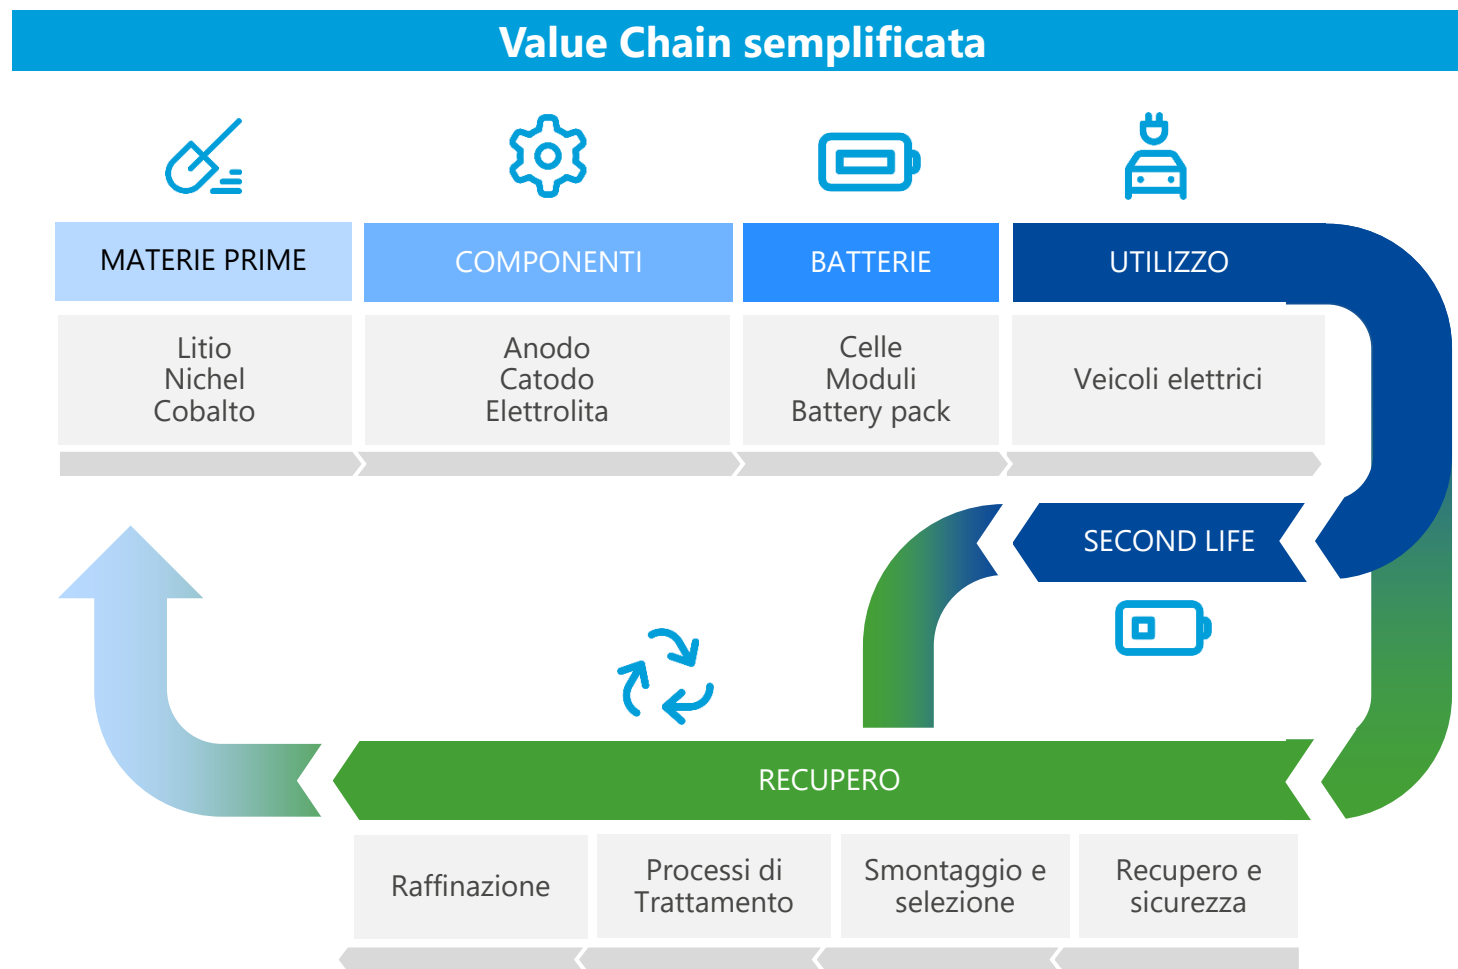 Value Chain semplificata
MATERIE PRIME
COMPONENTI
BATTERIE
UTILIZZO
Litio
Nichel
Cobalto
Anodo
Catodo
Elettrolita
Celle
Moduli
Battery pack
Veicoli elettrici
SECOND LIFE
RECUPERO
Raffinazione
Processi di
Trattamento
Smontaggio e
selezione
Recupero e
sicurezza